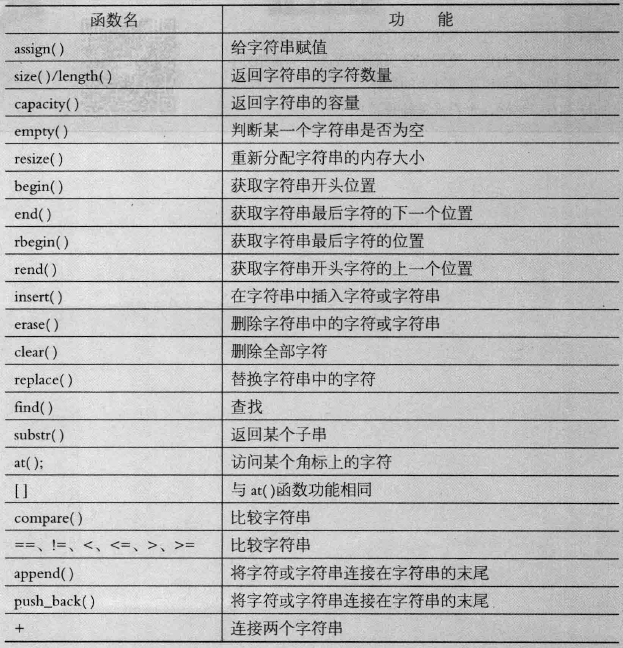 函数名 功 能
assign() 给字符串赋值
size()/length() 返回字符串的字符数量
capacity() 返回字符串的容量
empty() 判断某一个字符串是否为空
resize() 重新分配字符串的内存大小
begin() 获取字符串开头位置
end() 获取字符串最后字符的下一个位置
rbegin() 获取字符串最后字符的位置
rend() 获取字符串开头字符的上一个位置
insert() 在字符串中插入字符或字符串
erase() 删除字符串中的字符或字符串
clear() 删除全部字符
replace() 替换字符串中的字符
find() 查找
substr() 返回某个子串
at(); 访问某个角标上的字符
[] 与 at()函数功能相同
compare() 比较字符串
==、!=、<、<=、>、>= 比较字符串
append() 将字符或字符串连接在字符串的末尾
push_back() 将字符或字符串连接在字符串的末尾
+ 连接两个字符串